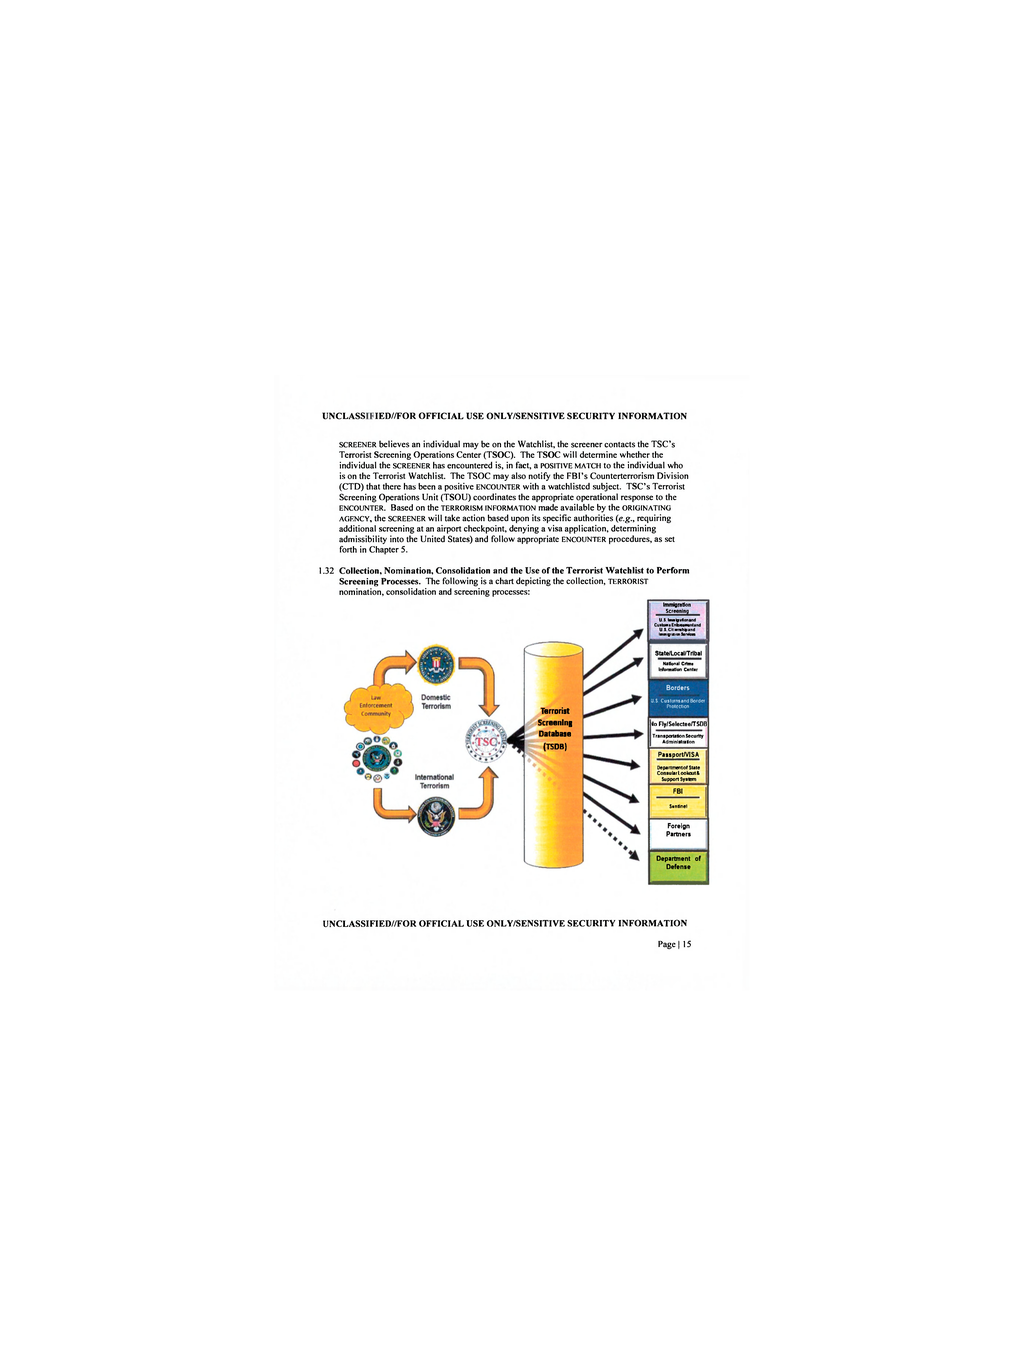 UNCLASSIFIED//FOR OFFICIAL USE ONLY/SENSITIVE SECURITY INFORMATION
SCREENER believes an individual may be on the Watchlist, the screener contacts the TSC's
Terrorist Screening Operations Center (TSOC). The TSOC will determine whether the
individual the SCREENER has encountered is, in fact, a POSITIVE MATCH to the individual who
is on the Terrorist Watchlist. The TSOC may also notify the FBI's Counterterrorism Division
(CTD) that there has been a positive ENCOUNTER with a watchlisted subject. TSC's Terrorist
Screening Operations Unit (TSOU) coordinates the appropriate operational response to the
ENCOUNTER. Based on the TERRORISM INFORMATION made available by the ORIGINATING
AGENCY, the SCREENER will take action based upon its specific authorities (e.g., requiring
additional screening at an airport checkpoint, denying a visa application, determining
admissibility into the United States) and follow appropriate ENCOUNTER procedures, as set
forth in Chapter 5.
1.32 Collection, Nomination, Consolidation and the Use of the Terrorist Watchlist to Perform
Screening Processes. The following is a chart depicting the collection, TERRORIST
nomination, consolidation and screening processes:
Law
Enforcement
Community
Domestic
Terrorism
International
Terrorism
TERRORIST SCREENING CENTER
TSC
Terrorist
Screening
Database
(TSDB)
Immigration
Screening
U.S. Immigration and
Customs Enforcement and
U.S. Citizenship and
Immigration Services
State/Local/Tribal
National Crime
Information Center
Borders
U.S. Customs and Border
Protection
No Fly/Selectee/TSDB
Transportation Security
Administration
Passport/VISA
Department of State
Consular Lookout &
Support System
FBI
Sentinel
Foreign
Partners
Department of
Defense
UNCLASSIFIED//FOR OFFICIAL USE ONLY/SENSITIVE SECURITY INFORMATION
Page | 15